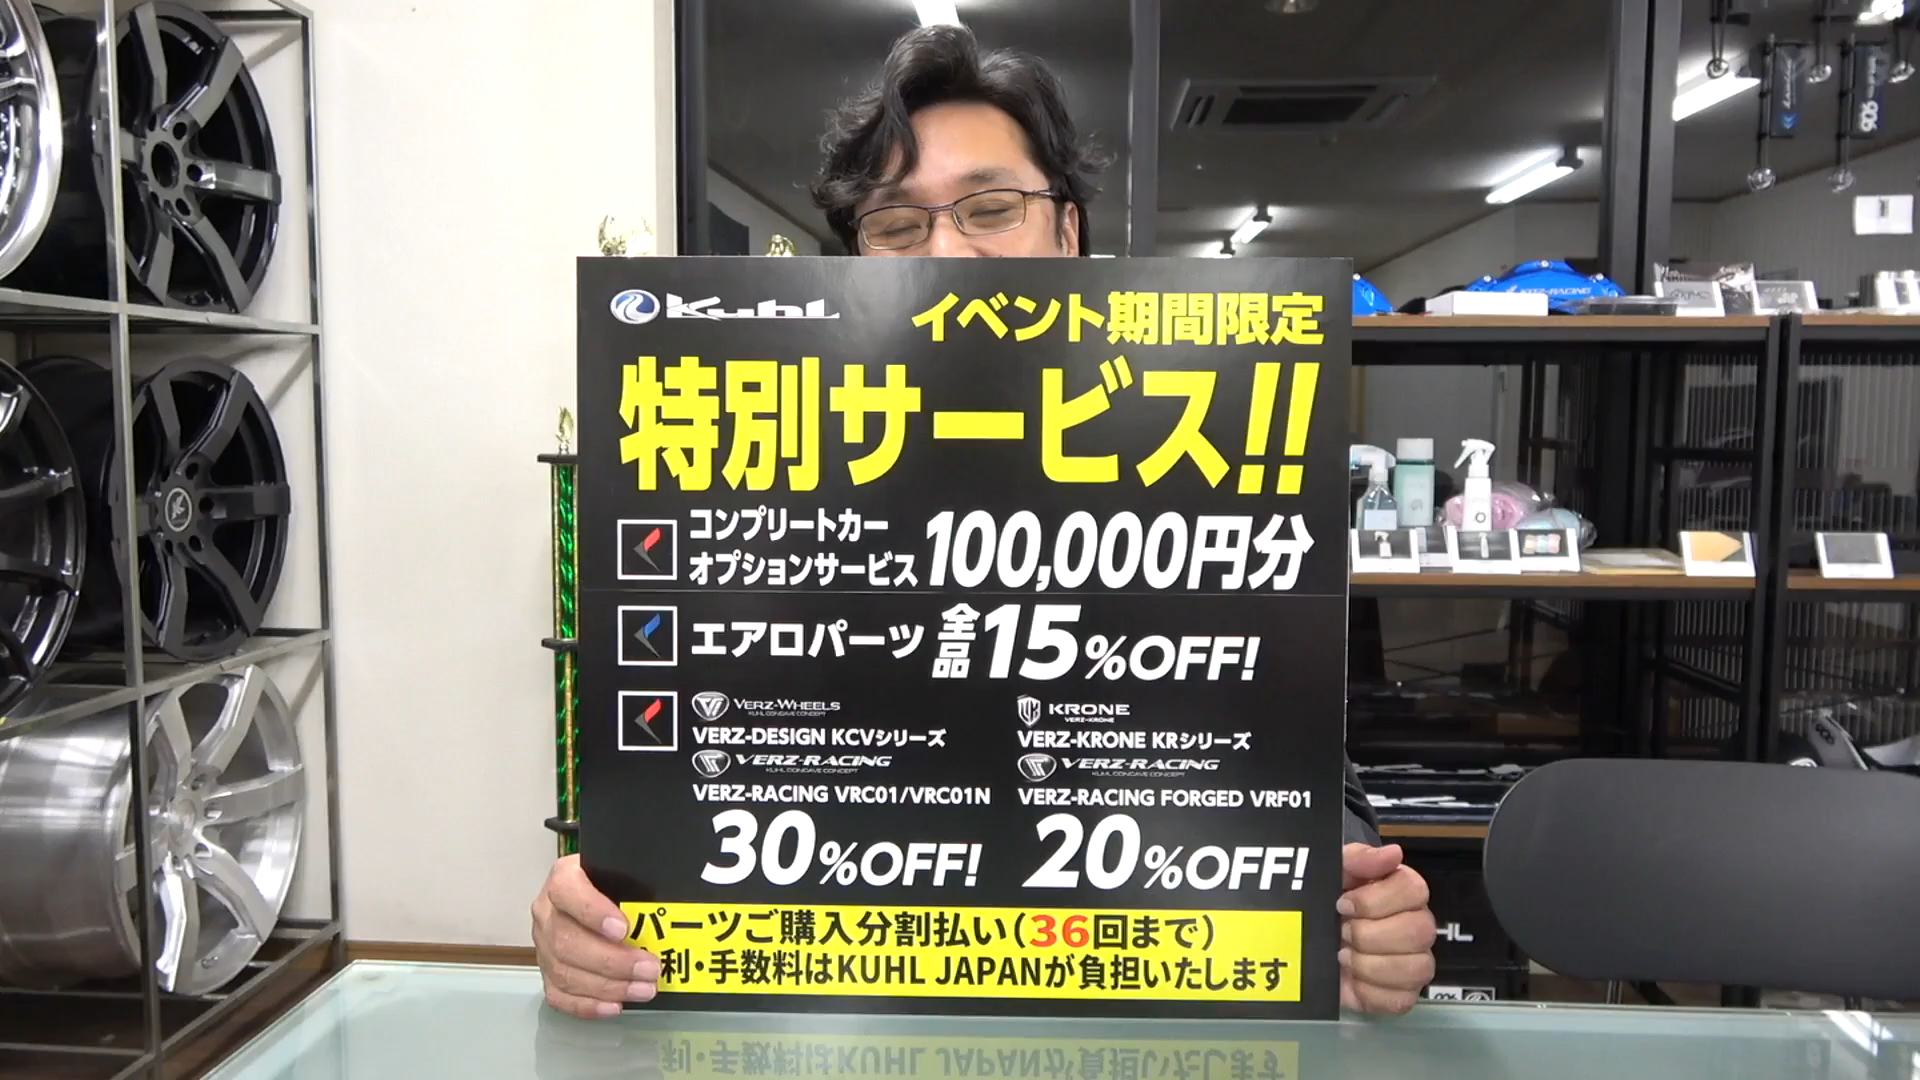 Kuhl イベント期間限定
特別サービス!!
コンプリートカー
オプションサービス 100,000円分
エアロパーツ 全品 15%OFF!
VERZ-WHEELS
KUHL CONCAVE CONCEPT
VERZ-DESIGN KCVシリーズ
VERZ-RACING
KUHL CONCAVE CONCEPT
VERZ-RACING VRC01/VRC01N
30%OFF!
KRONE
VERZ-KRONE
VERZ-KRONE KRシリーズ
VERZ-RACING
KUHL CONCAVE CONCEPT
VERZ-RACING FORGED VRF01
20%OFF!
パーツご購入分割払い(36回まで)
利・手数料はKUHL JAPANが負担いたします
VERZ-RACING